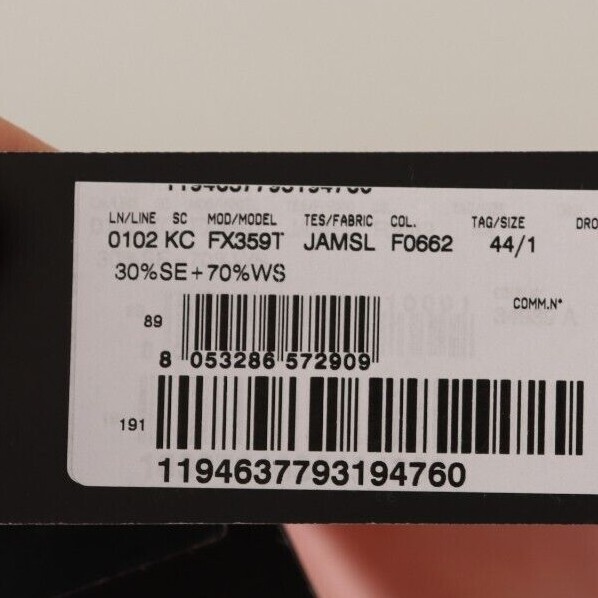 LN/LINE SC MOD/MODEL TES/FABRIC COL. TAG/SIZE DRO
0102 KC FX359T JAMSL F0662 44/1
30%SE+70%WS
COMM.N°
89
8 053286 572909
191
1194637793194760